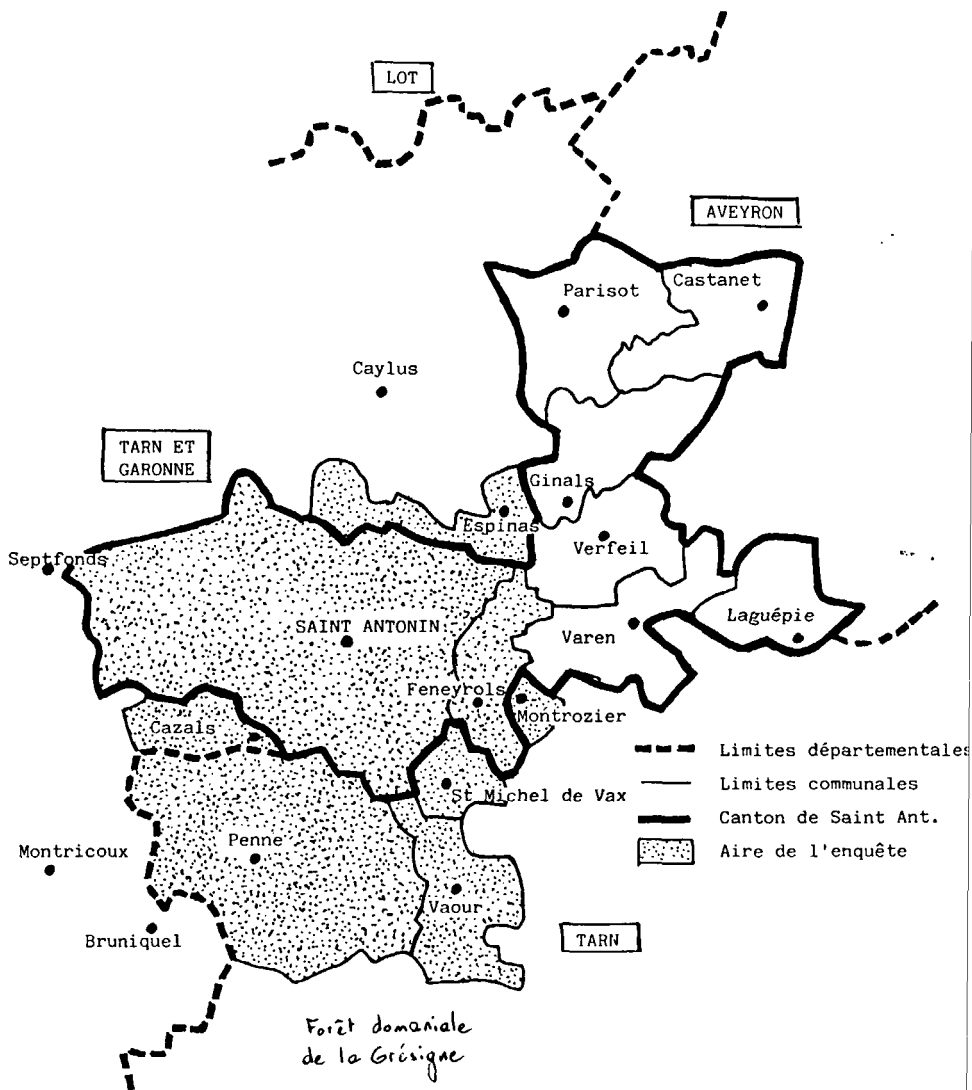 LOT
AVEYRON
Parisot
Castanet
Caylus
TARN ET
GARONNE
Ginals
Espinas
Verfeil
Septfonds
Laguépie
SAINT ANTONIN
Varen
Feneyrols
Montrozier
Cazals
Limites départementales
Limites communales
St Michel de Vax
Canton de Saint Ant.
Penne
Aire de l'enquête
Montricoux
Vaour
Bruniquel
TARN
Forêt domaniale
de la Grésigne